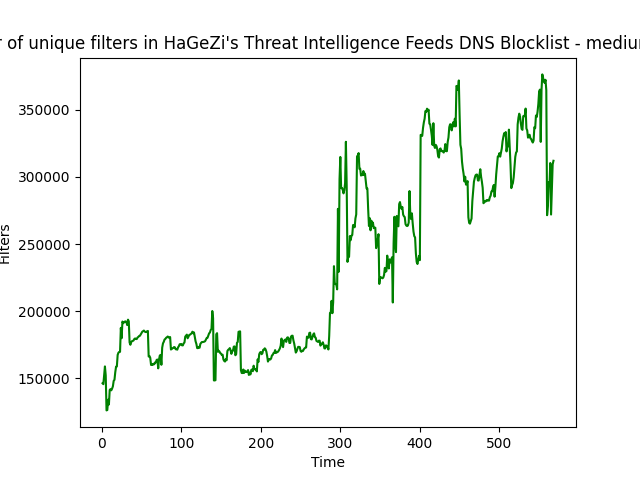 r of unique filters in HaGeZi's Threat Intelligence Feeds DNS Blocklist - mediu
350000
300000
250000
200000
150000
Filters
0 100 200 300 400 500
Time